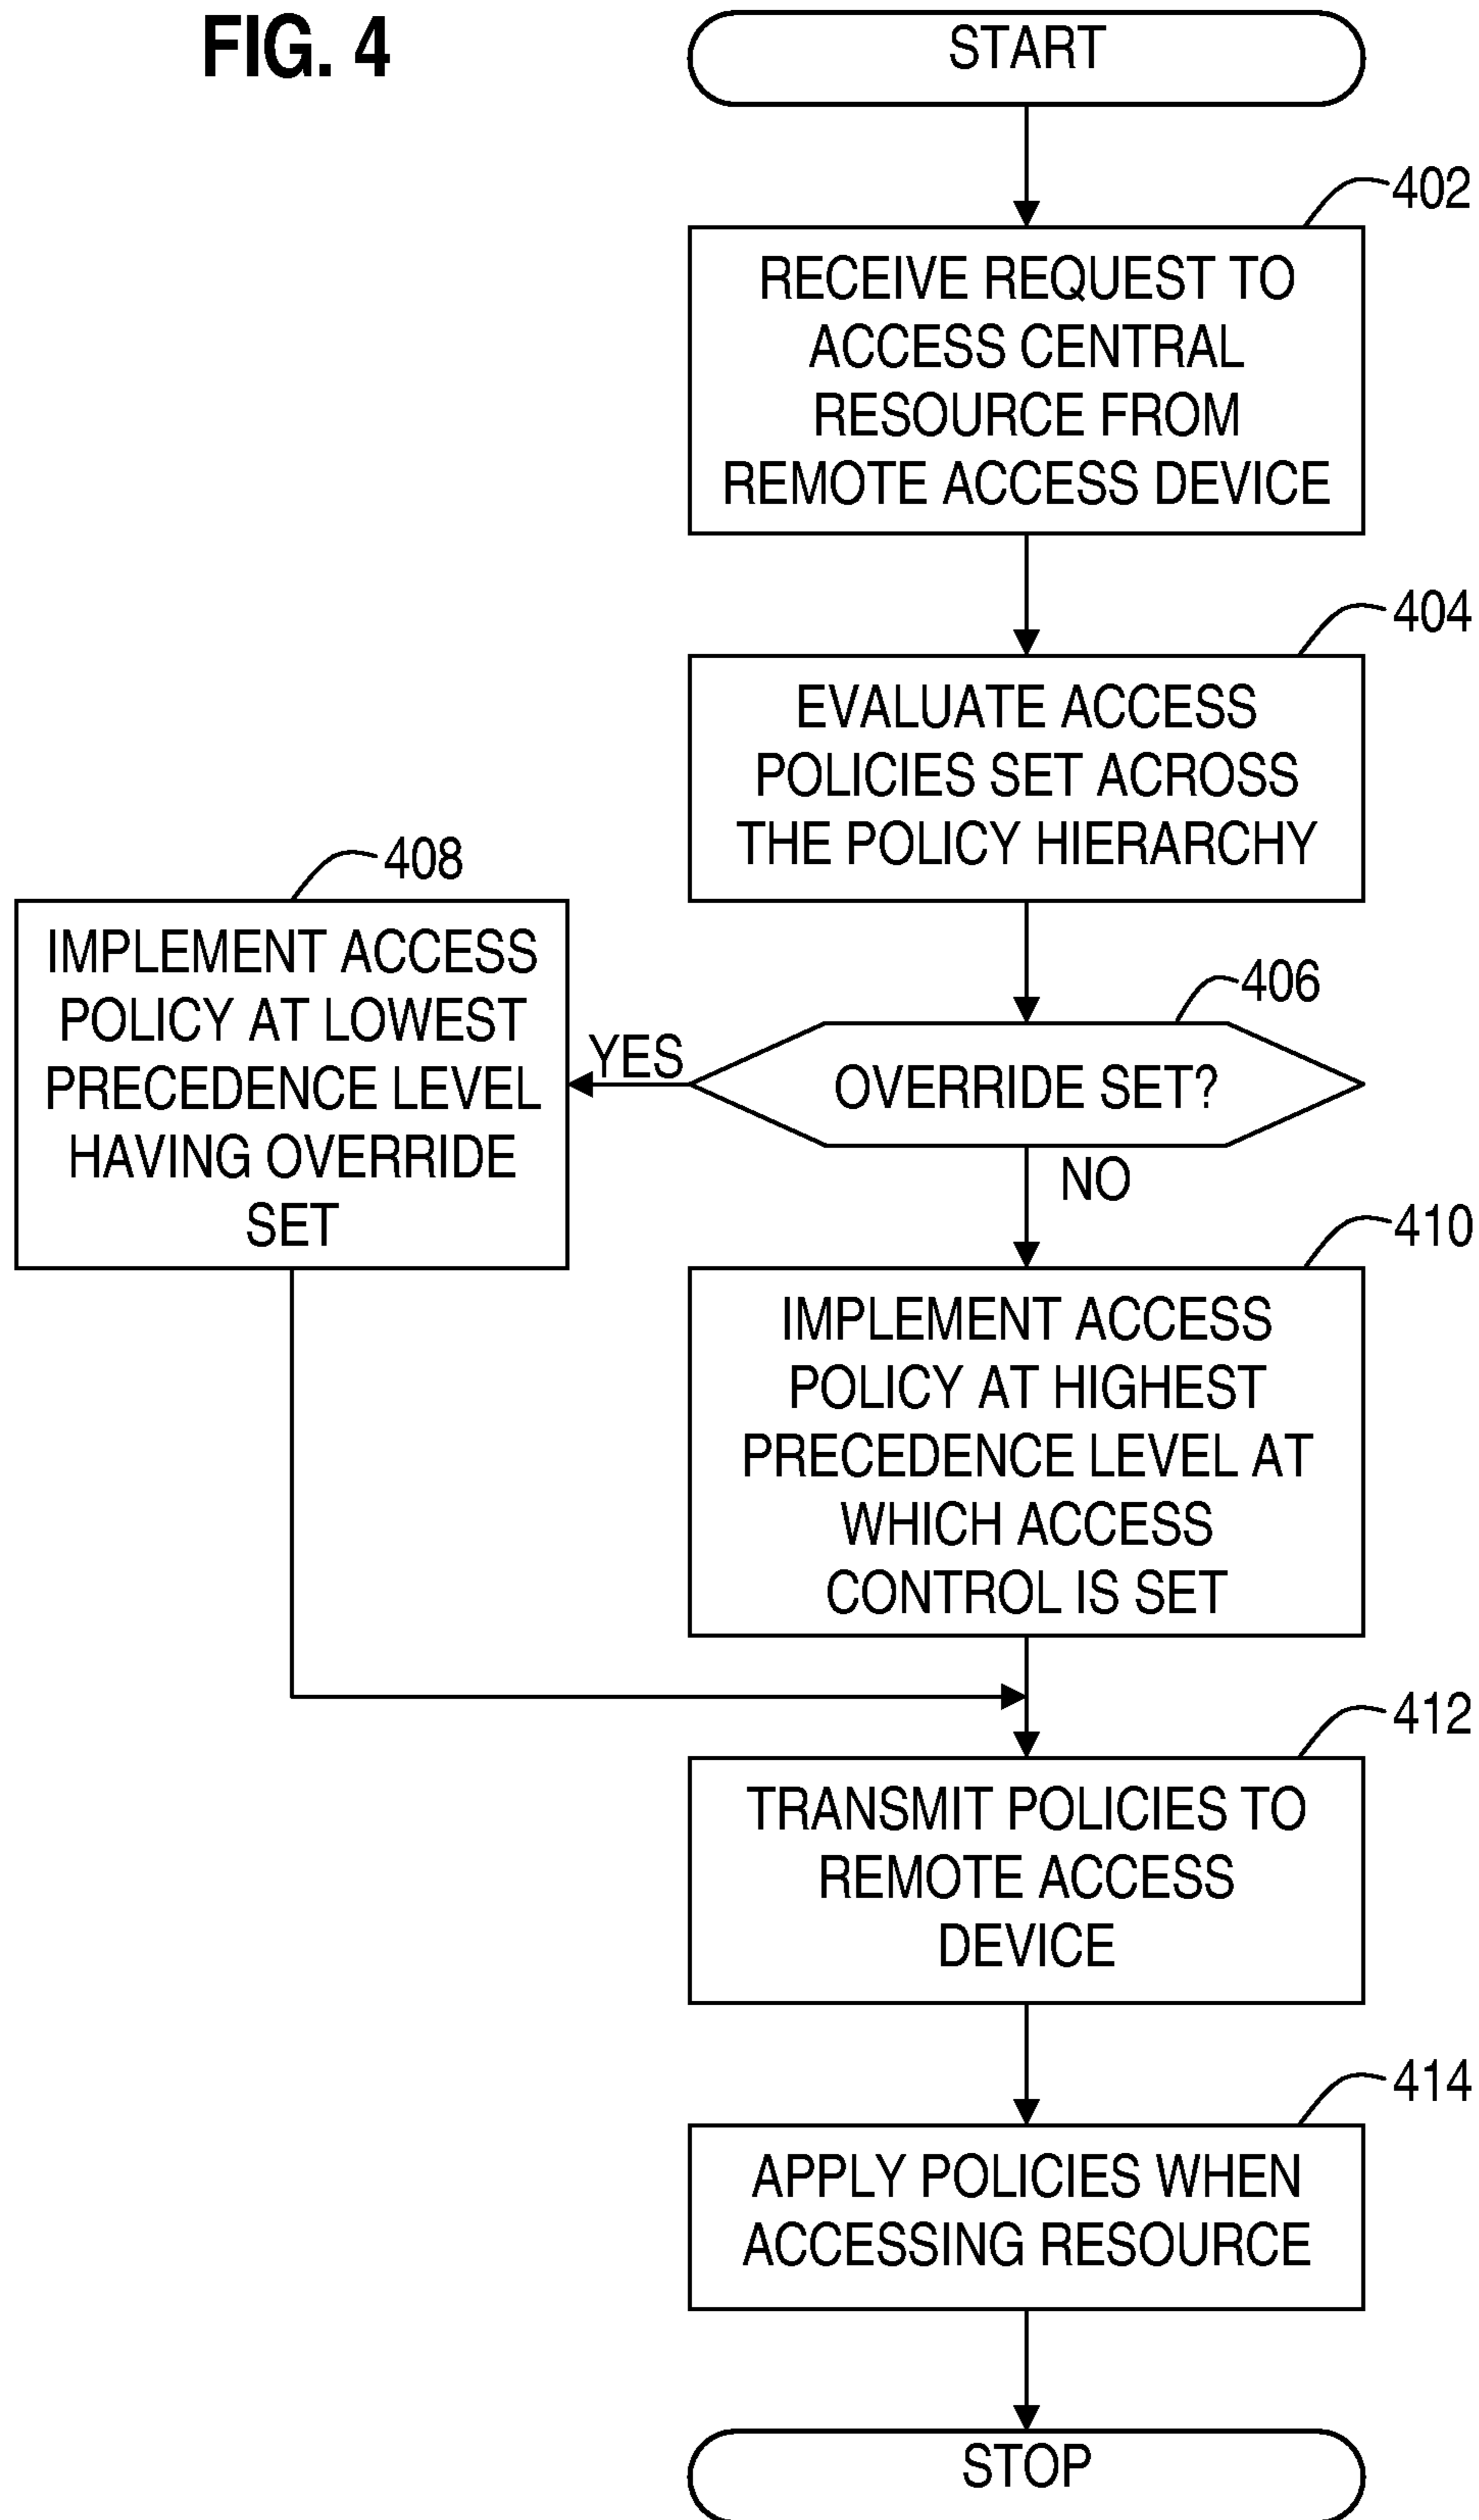 FIG. 4
START
402
RECEIVE REQUEST TO
ACCESS CENTRAL
RESOURCE FROM
REMOTE ACCESS DEVICE
404
EVALUATE ACCESS
POLICIES SET ACROSS
THE POLICY HIERARCHY
406
OVERRIDE SET?
YES
408
IMPLEMENT ACCESS
POLICY AT LOWEST
PRECEDENCE LEVEL
HAVING OVERRIDE
SET
NO
410
IMPLEMENT ACCESS
POLICY AT HIGHEST
PRECEDENCE LEVEL AT
WHICH ACCESS
CONTROL IS SET
412
TRANSMIT POLICIES TO
REMOTE ACCESS
DEVICE
414
APPLY POLICIES WHEN
ACCESSING RESOURCE
STOP